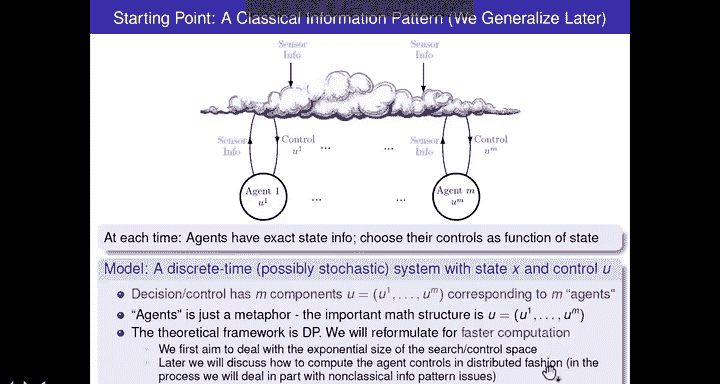 Starting Point: A Classical Information Pattern (We Generalize Later)
Sensor Info
Sensor Info
Sensor Info
Control u¹
...
...
Sensor Info
Control uᵐ
Agent 1 u¹
...
...
Agent m uᵐ
At each time: Agents have exact state info; choose their controls as function of state
Model: A discrete-time (possibly stochastic) system with state x and control u
Decision/control has m components u = (u¹, . . . , uᵐ) corresponding to m “agents”
“Agents” is just a metaphor - the important math structure is u = (u¹, . . . , uᵐ)
The theoretical framework is DP. We will reformulate for faster computation
We first aim to deal with the exponential size of the search/control space
Later we will discuss how to compute the agent controls in distributed fashion (in the
process we will deal in part with nonclassical info pattern issues)